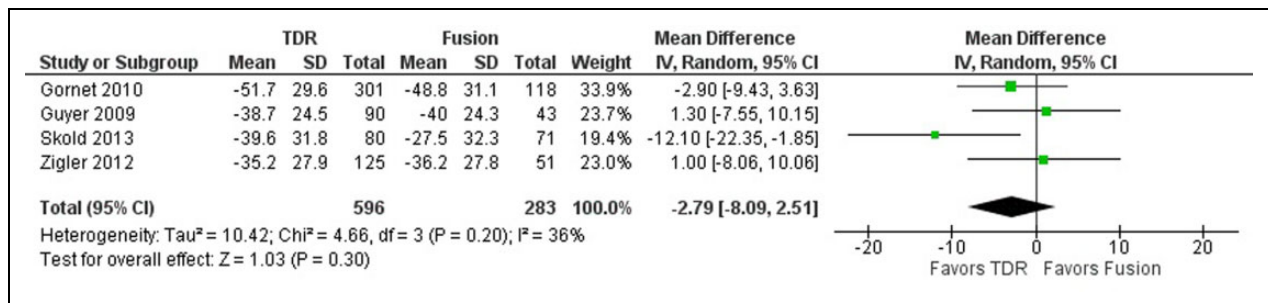 TDR Fusion Mean Difference Mean Difference
Study or Subgroup Mean SD Total Mean SD Total Weight IV, Random, 95% CI IV, Random, 95% CI
Gornet 2010 -51.7 29.6 301 -48.8 31.1 118 33.9% -2.90 [-9.43, 3.63]
Guyer 2009 -38.7 24.5 90 -40 24.3 43 23.7% 1.30 [-7.55, 10.15]
Skold 2013 -39.6 31.8 80 -27.5 32.3 71 19.4% -12.10 [-22.35, -1.85]
Zigler 2012 -35.2 27.9 125 -36.2 27.8 51 23.0% 1.00 [-8.06, 10.06]
Total (95% CI) 596 283 100.0% -2.79 [-8.09, 2.51]
Heterogeneity: Tau² = 10.42; Chi² = 4.66, df = 3 (P = 0.20); I² = 36%
Test for overall effect: Z = 1.03 (P = 0.30)
-20 -10 0 10 20
Favors TDR Favors Fusion